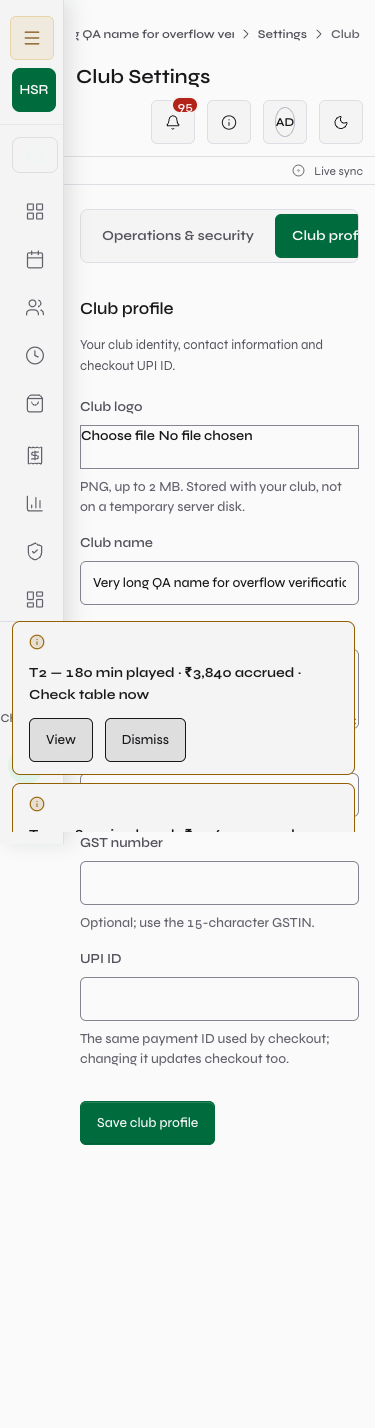 QA name for overflow ver > Settings > Club
HSR
Club Settings
95
AD
Live sync
Operations & security
Club prof
Club profile
Your club identity, contact information and
checkout UPI ID.
Club logo
Choose file No file chosen
PNG, up to 2 MB. Stored with your club, not
on a temporary server disk.
Club name
Very long QA name for overflow verificatic
T2 — 180 min played · ₹3,840 accrued ·
Check table now
View
Dismiss
GST number
Optional; use the 15-character GSTIN.
UPI ID
The same payment ID used by checkout;
changing it updates checkout too.
Save club profile